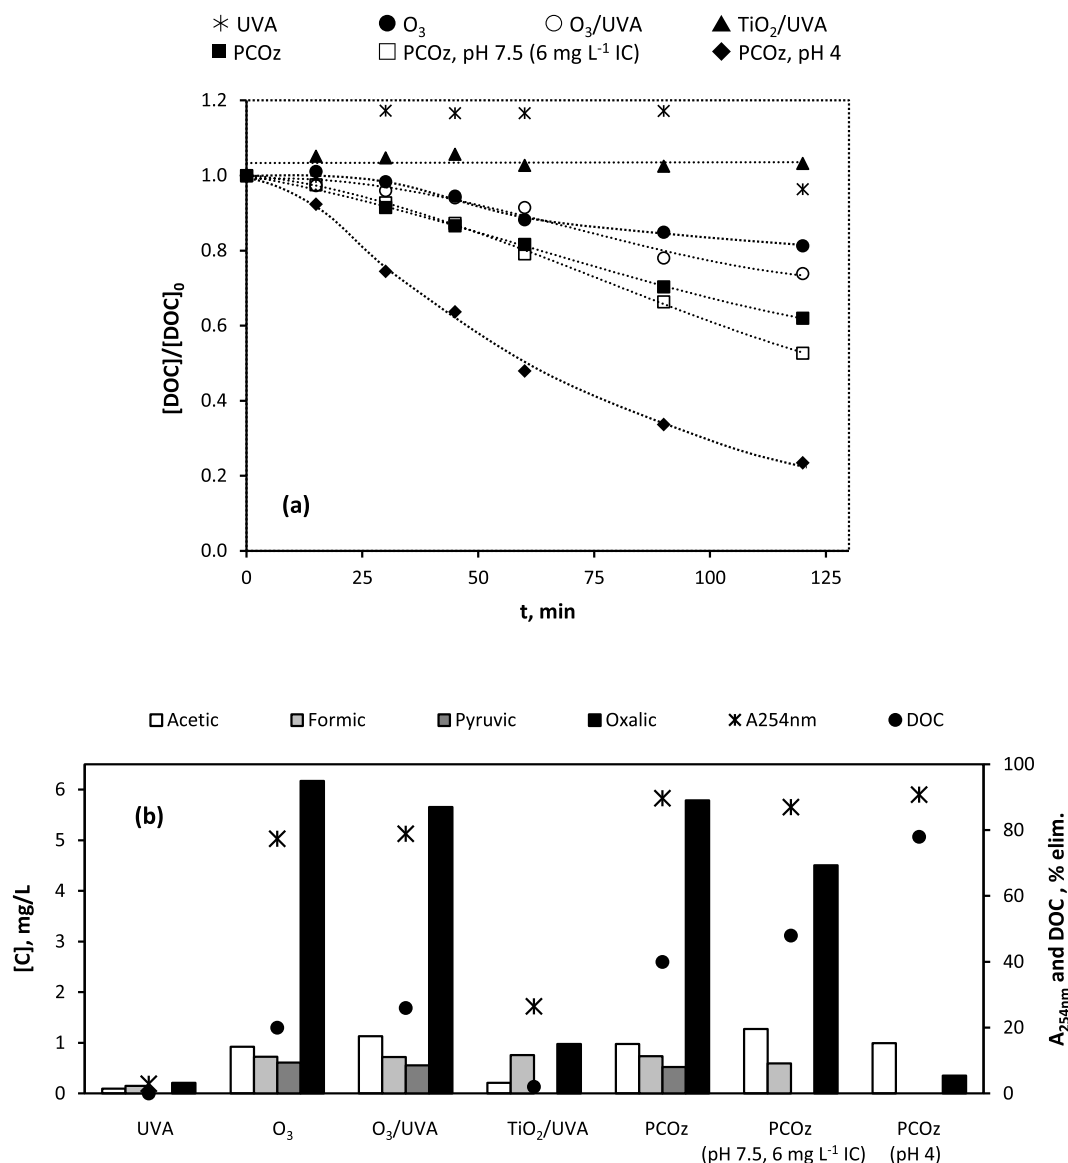 UVA O₃ O₃/UVA TiO₂/UVA
PCOz PCOz, pH 7.5 (6 mg L⁻¹ IC) PCOz, pH 4
1.2
1.0
0.8
0.6
0.4
0.2
0.0
[DOC]/[DOC]₀
(a)
0 25 50 75 100 125
t, min
Acetic Formic Pyruvic Oxalic A254nm DOC
6
5
4
3
2
1
0
[C], mg/L
(b)
100
80
60
40
20
0
A₂₅₄ₙₘ and DOC , % elim.
UVA O₃ O₃/UVA TiO₂/UVA PCOz PCOz PCOz
(pH 7.5, 6 mg L⁻¹ IC) (pH 4)